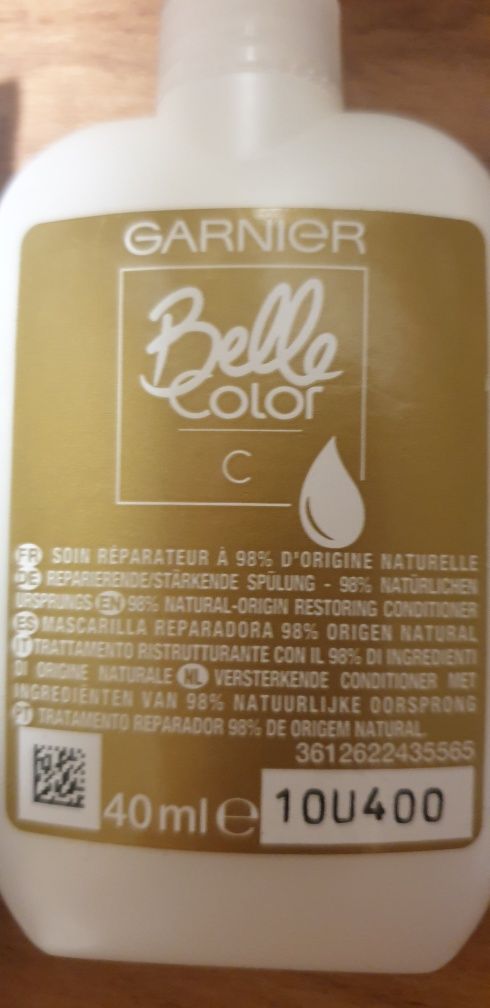 GARNIER
Belle
Color
C
FR SOIN RÉPARATEUR À 98% D'ORIGINE NATURELLE
DE REPARIERENDE/STÄRKENDE SPÜLUNG - 98% NATÜRLICHEN
URSPRUNGS EN 98% NATURAL-ORIGIN RESTORING CONDITIONER
ES MASCARILLA REPARADORA 98% ORIGEN NATURAL
IT TRATTAMENTO RISTRUTTURANTE CON IL 98% DI INGREDIENTI
DI ORIGINE NATURALE NL VERSTERKENDE CONDITIONER MET
INGREDIËNTEN VAN 98% NATUURLIJKE OORSPRONG
PT TRATAMENTO REPARADOR 98% DE ORIGEM NATURAL.
3612622435565
40ml e 10U400